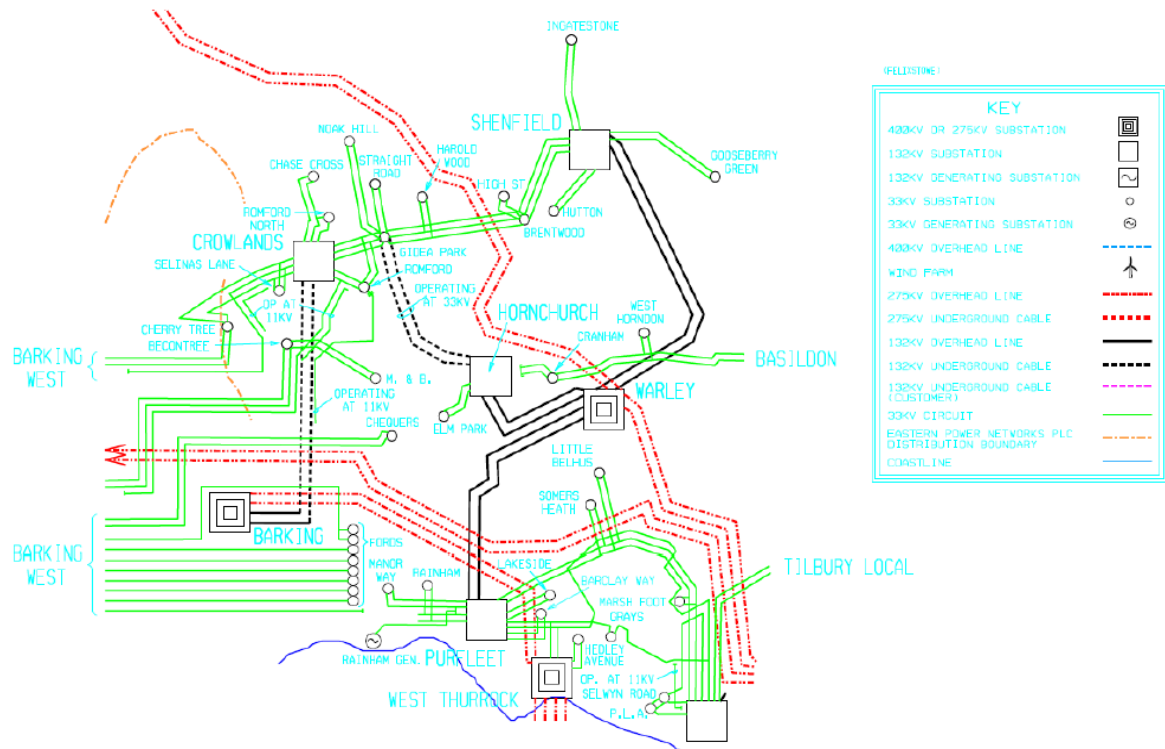 INGATESTONE
(FELIXSTOWE)
KEY
400KV OR 275KV SUBSTATION
132KV SUBSTATION
132KV GENERATING SUBSTATION
33KV SUBSTATION
33KV GENERATING SUBSTATION
400KV OVERHEAD LINE
WIND FARM
275KV OVERHEAD LINE
275KV UNDERGROUND CABLE
132KV OVERHEAD LINE
132KV UNDERGROUND CABLE
132KV UNDERGROUND CABLE
(CUSTOMER)
33KV CIRCUIT
EASTERN POWER NETWORKS PLC
DISTRIBUTION BOUNDARY
COASTLINE
SHENFIELD
NOAK HILL
HAROLD
WOOD
STRAIGHT
ROAD
CHASE CROSS
GOOSEBERRY
GREEN
HIGH ST
HUTTON
BRENTWOOD
ROMFORD
NORTH
CROWLANDS
GIDEA PARK
SELINAS LANE
ROMFORD
OPERATING
AT 33KV
OP AT
11KV
HORNCHURCH
WEST
HORNDON
CHERRY TREE
BECONTREE
CRANHAM
BARKING
WEST
BASILDON
M. & B.
WARLEY
OPERATING
AT 11KV
CHEQUERS
ELM PARK
LITTLE
BELHUS
SOMERS
HEATH
BARKING
FORDS
BARKING
WEST
MANOR
WAY
RAINHAM
LAKESIDE
BARCLAY WAY
TILBURY LOCAL
MARSH FOOT
GRAYS
RAINHAM GEN.
PURFLEET
HEDLEY
AVENUE
OP. AT 11KV
WEST THURROCK
SELWYN ROAD
P.L.A.